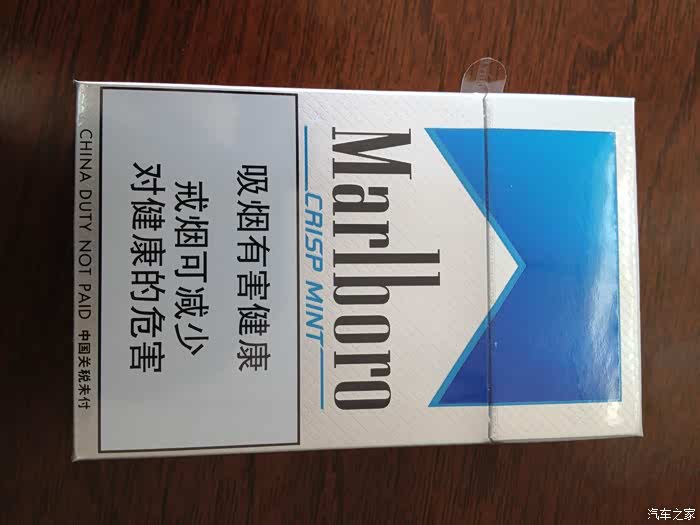 Marlboro
CRISP MINT
吸烟有害健康
戒烟可减少
对健康的危害
CHINA DUTY NOT PAID 中国关税未付
汽车之家